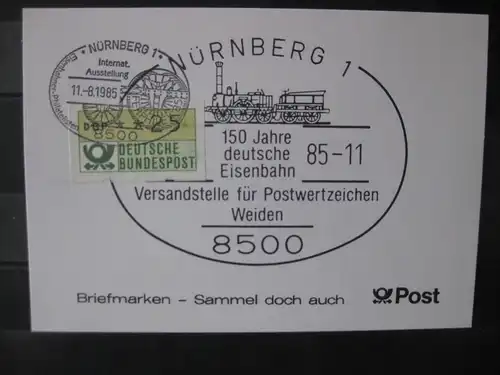 NÜRNBERG 1
Internat.
Ausstellung
11.-8.1985
8500
DBP
25
DEUTSCHE
BUNDESPOST
NÜRNBERG 1
150 Jahre
deutsche
Eisenbahn
85-11
Versandstelle für Postwertzeichen
Weiden
8500
Briefmarken - Sammel doch auch
Post